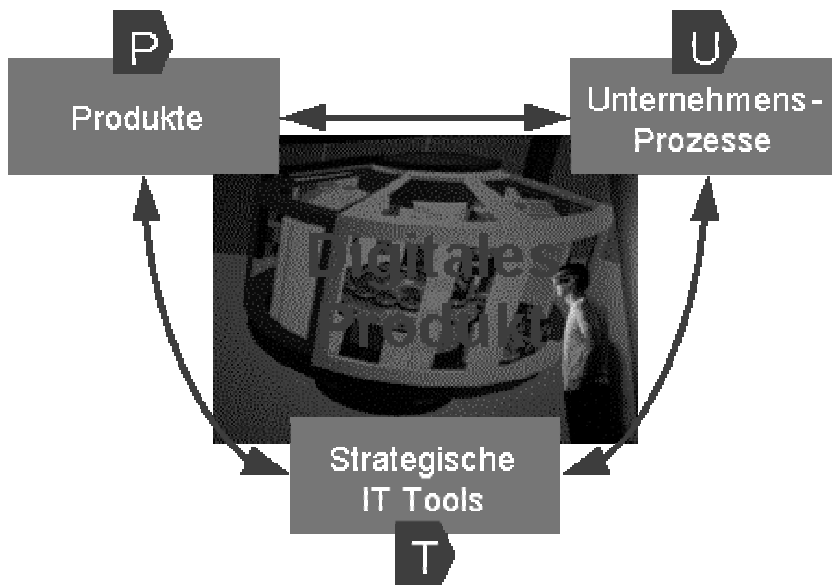 P
Produkte
U
Unternehmens-
Prozesse
Digitales
Produkt
Strategische
IT Tools
T